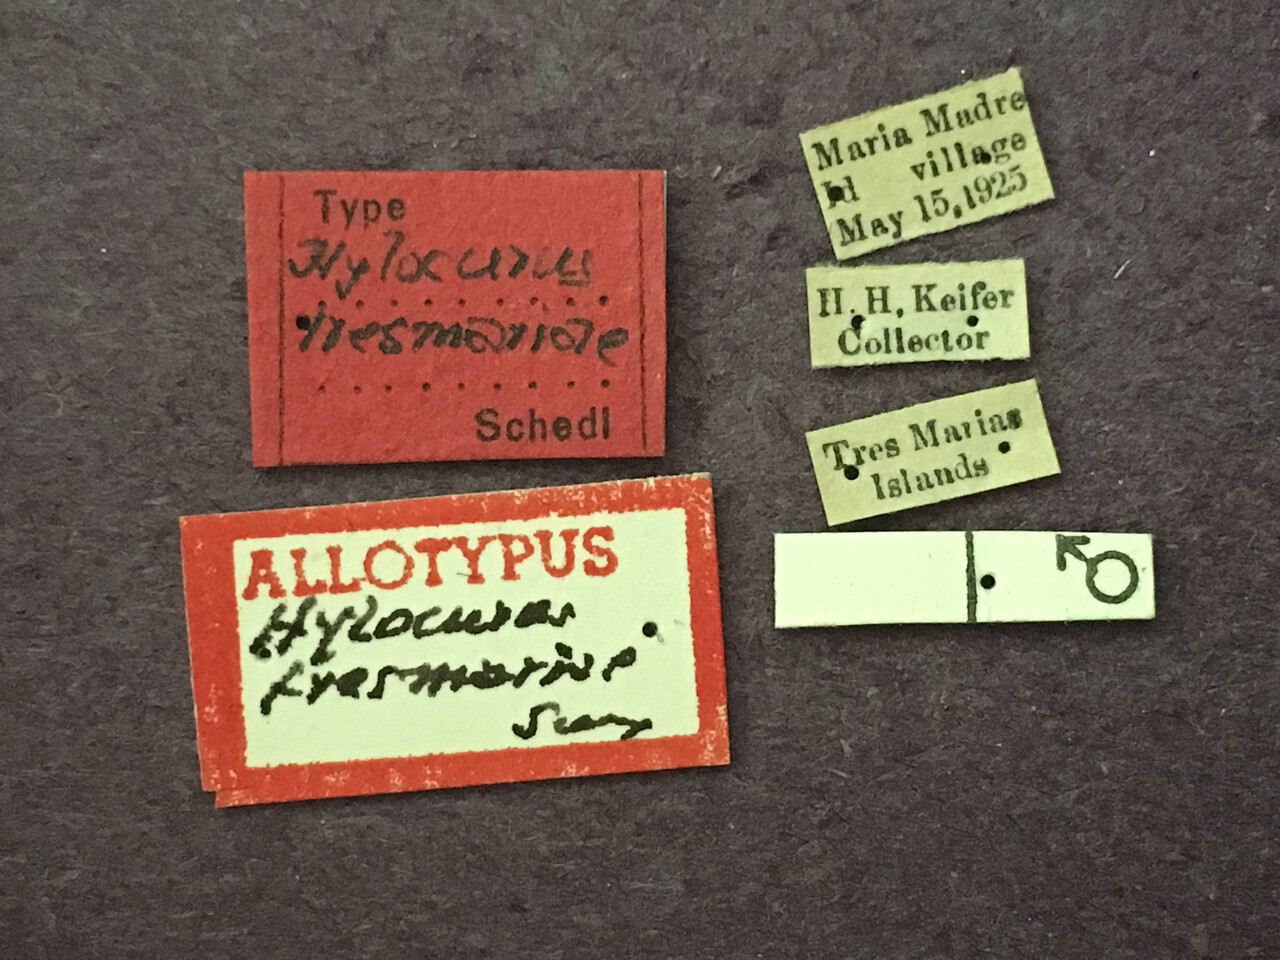 Type
Hylocurus
tresmariae
Schedl
ALLOTYPUS
Hylocurus
tresmariae
Maria Madre
Id village
May 15, 1925
H. H. Keifer
Collector
Tres Marias
Islands
♂